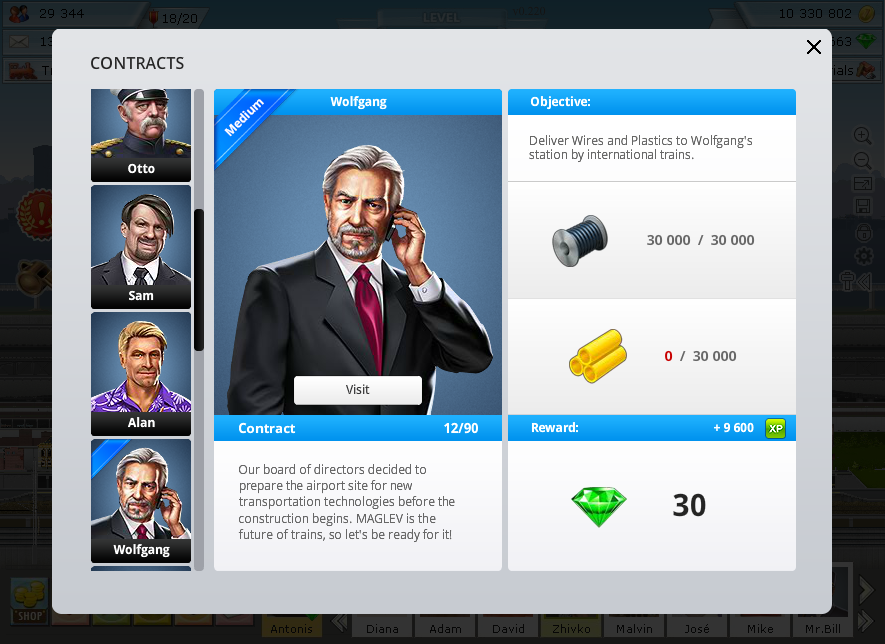 29 344
18/20
LEVEL
10 330 802
CONTRACTS
Otto
Sam
Alan
Wolfgang
Medium
Wolfgang
Visit
Contract 12/90
Our board of directors decided to
prepare the airport site for new
transportation technologies before the
construction begins. MAGLEV is the
future of trains, so let's be ready for it!
Objective:
Deliver Wires and Plastics to Wolfgang's
station by international trains.
30 000 / 30 000
0 / 30 000
Reward: + 9 600 XP
30
SHOP
Antonis
Diana
Adam
David
Zhivko
Malvin
José
Mike
Mr.Bill